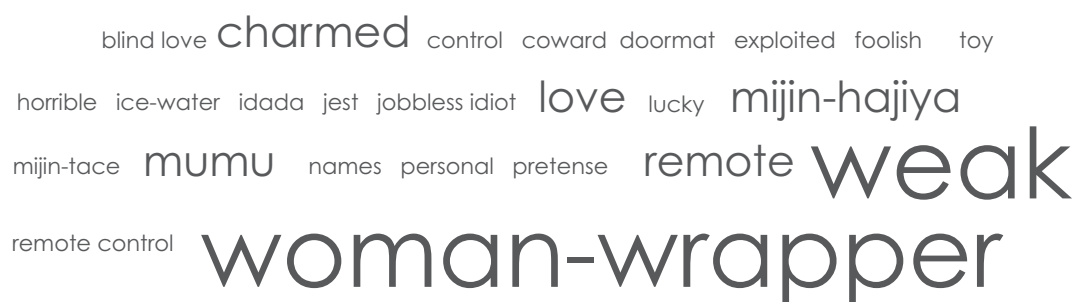 blind love charmed control coward doormat exploited foolish toy
horrible ice-water idada jest jobbless idiot love lucky mijin-hajiya
mijin-tace mumu names personal pretense remote weak
remote control woman-wrapper